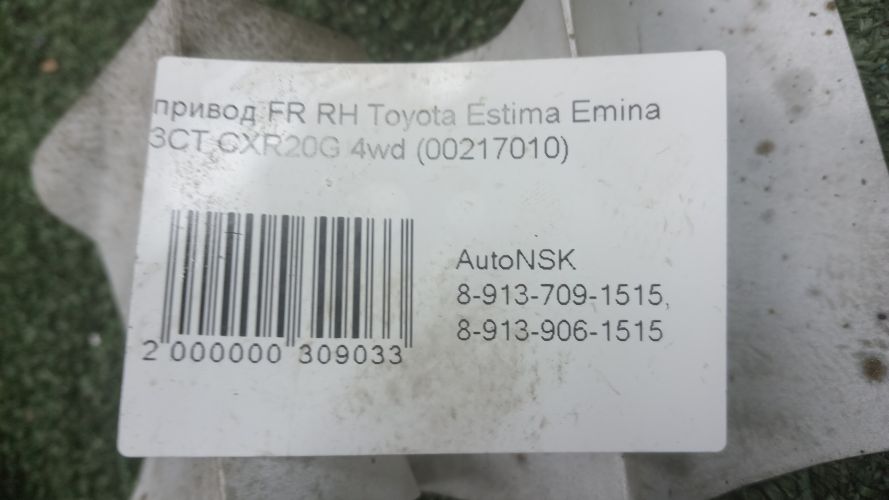 привод FR RH Toyota Estima Emina
3CT CXR20G 4wd (00217010)
AutoNSK
8-913-709-1515,
8-913-906-1515
2 000000 309033